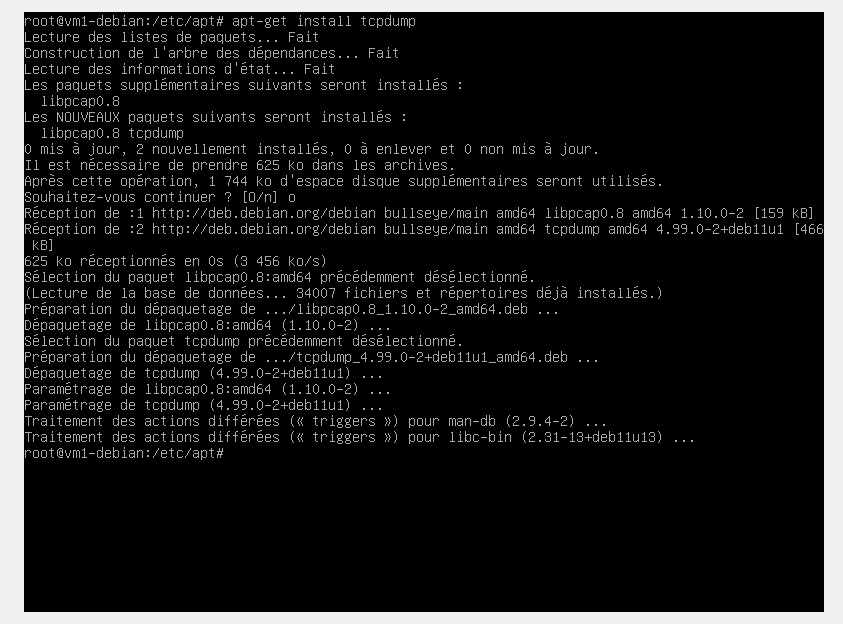 root@vm1-debian:/etc/apt# apt-get install tcpdump
Lecture des listes de paquets... Fait
Construction de l'arbre des dépendances... Fait
Lecture des informations d'état... Fait
Les paquets supplémentaires suivants seront installés :
  libpcap0.8
Les NOUVEAUX paquets suivants seront installés :
  libpcap0.8 tcpdump
0 mis à jour, 2 nouvellement installés, 0 à enlever et 0 non mis à jour.
Il est nécessaire de prendre 625 ko dans les archives.
Après cette opération, 1 744 ko d'espace disque supplémentaires seront utilisés.
Souhaitez-vous continuer ? [O/n] o
Réception de :1 http://deb.debian.org/debian bullseye/main amd64 libpcap0.8 amd64 1.10.0-2 [159 kB]
Réception de :2 http://deb.debian.org/debian bullseye/main amd64 tcpdump amd64 4.99.0-2+deb11u1 [466
 kB]
625 ko réceptionnés en 0s (3 456 ko/s)
Sélection du paquet libpcap0.8:amd64 précédemment désélectionné.
(Lecture de la base de données... 34007 fichiers et répertoires déjà installés.)
Préparation du dépaquetage de .../libpcap0.8_1.10.0-2_amd64.deb ...
Dépaquetage de libpcap0.8:amd64 (1.10.0-2) ...
Sélection du paquet tcpdump précédemment désélectionné.
Préparation du dépaquetage de .../tcpdump_4.99.0-2+deb11u1_amd64.deb ...
Dépaquetage de tcpdump (4.99.0-2+deb11u1) ...
Paramétrage de libpcap0.8:amd64 (1.10.0-2) ...
Paramétrage de tcpdump (4.99.0-2+deb11u1) ...
Traitement des actions différées (« triggers ») pour man-db (2.9.4-2) ...
Traitement des actions différées (« triggers ») pour libc-bin (2.31-13+deb11u13) ...
root@vm1-debian:/etc/apt#